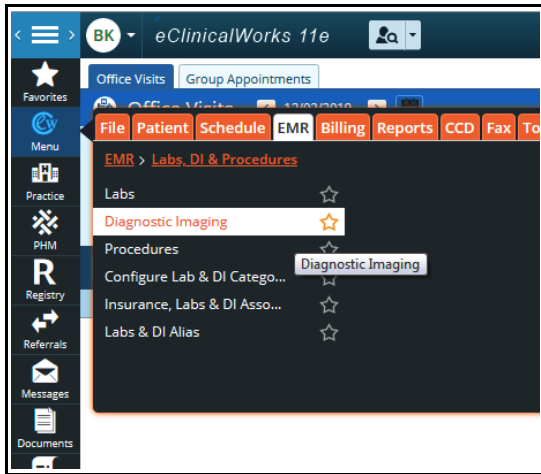 BK eClinicalWorks 11e
Favorites
Menu
Practice
PHM
R
Registry
Referrals
Messages
Documents
Office Visits Group Appointments
Office Visits 12/02/2019
File Patient Schedule EMR Billing Reports CCD Fax To
EMR > Labs, DI & Procedures
Labs
Diagnostic Imaging
Procedures
Diagnostic Imaging
Configure Lab & DI Catego...
Insurance, Labs & DI Asso...
Labs & DI Alias